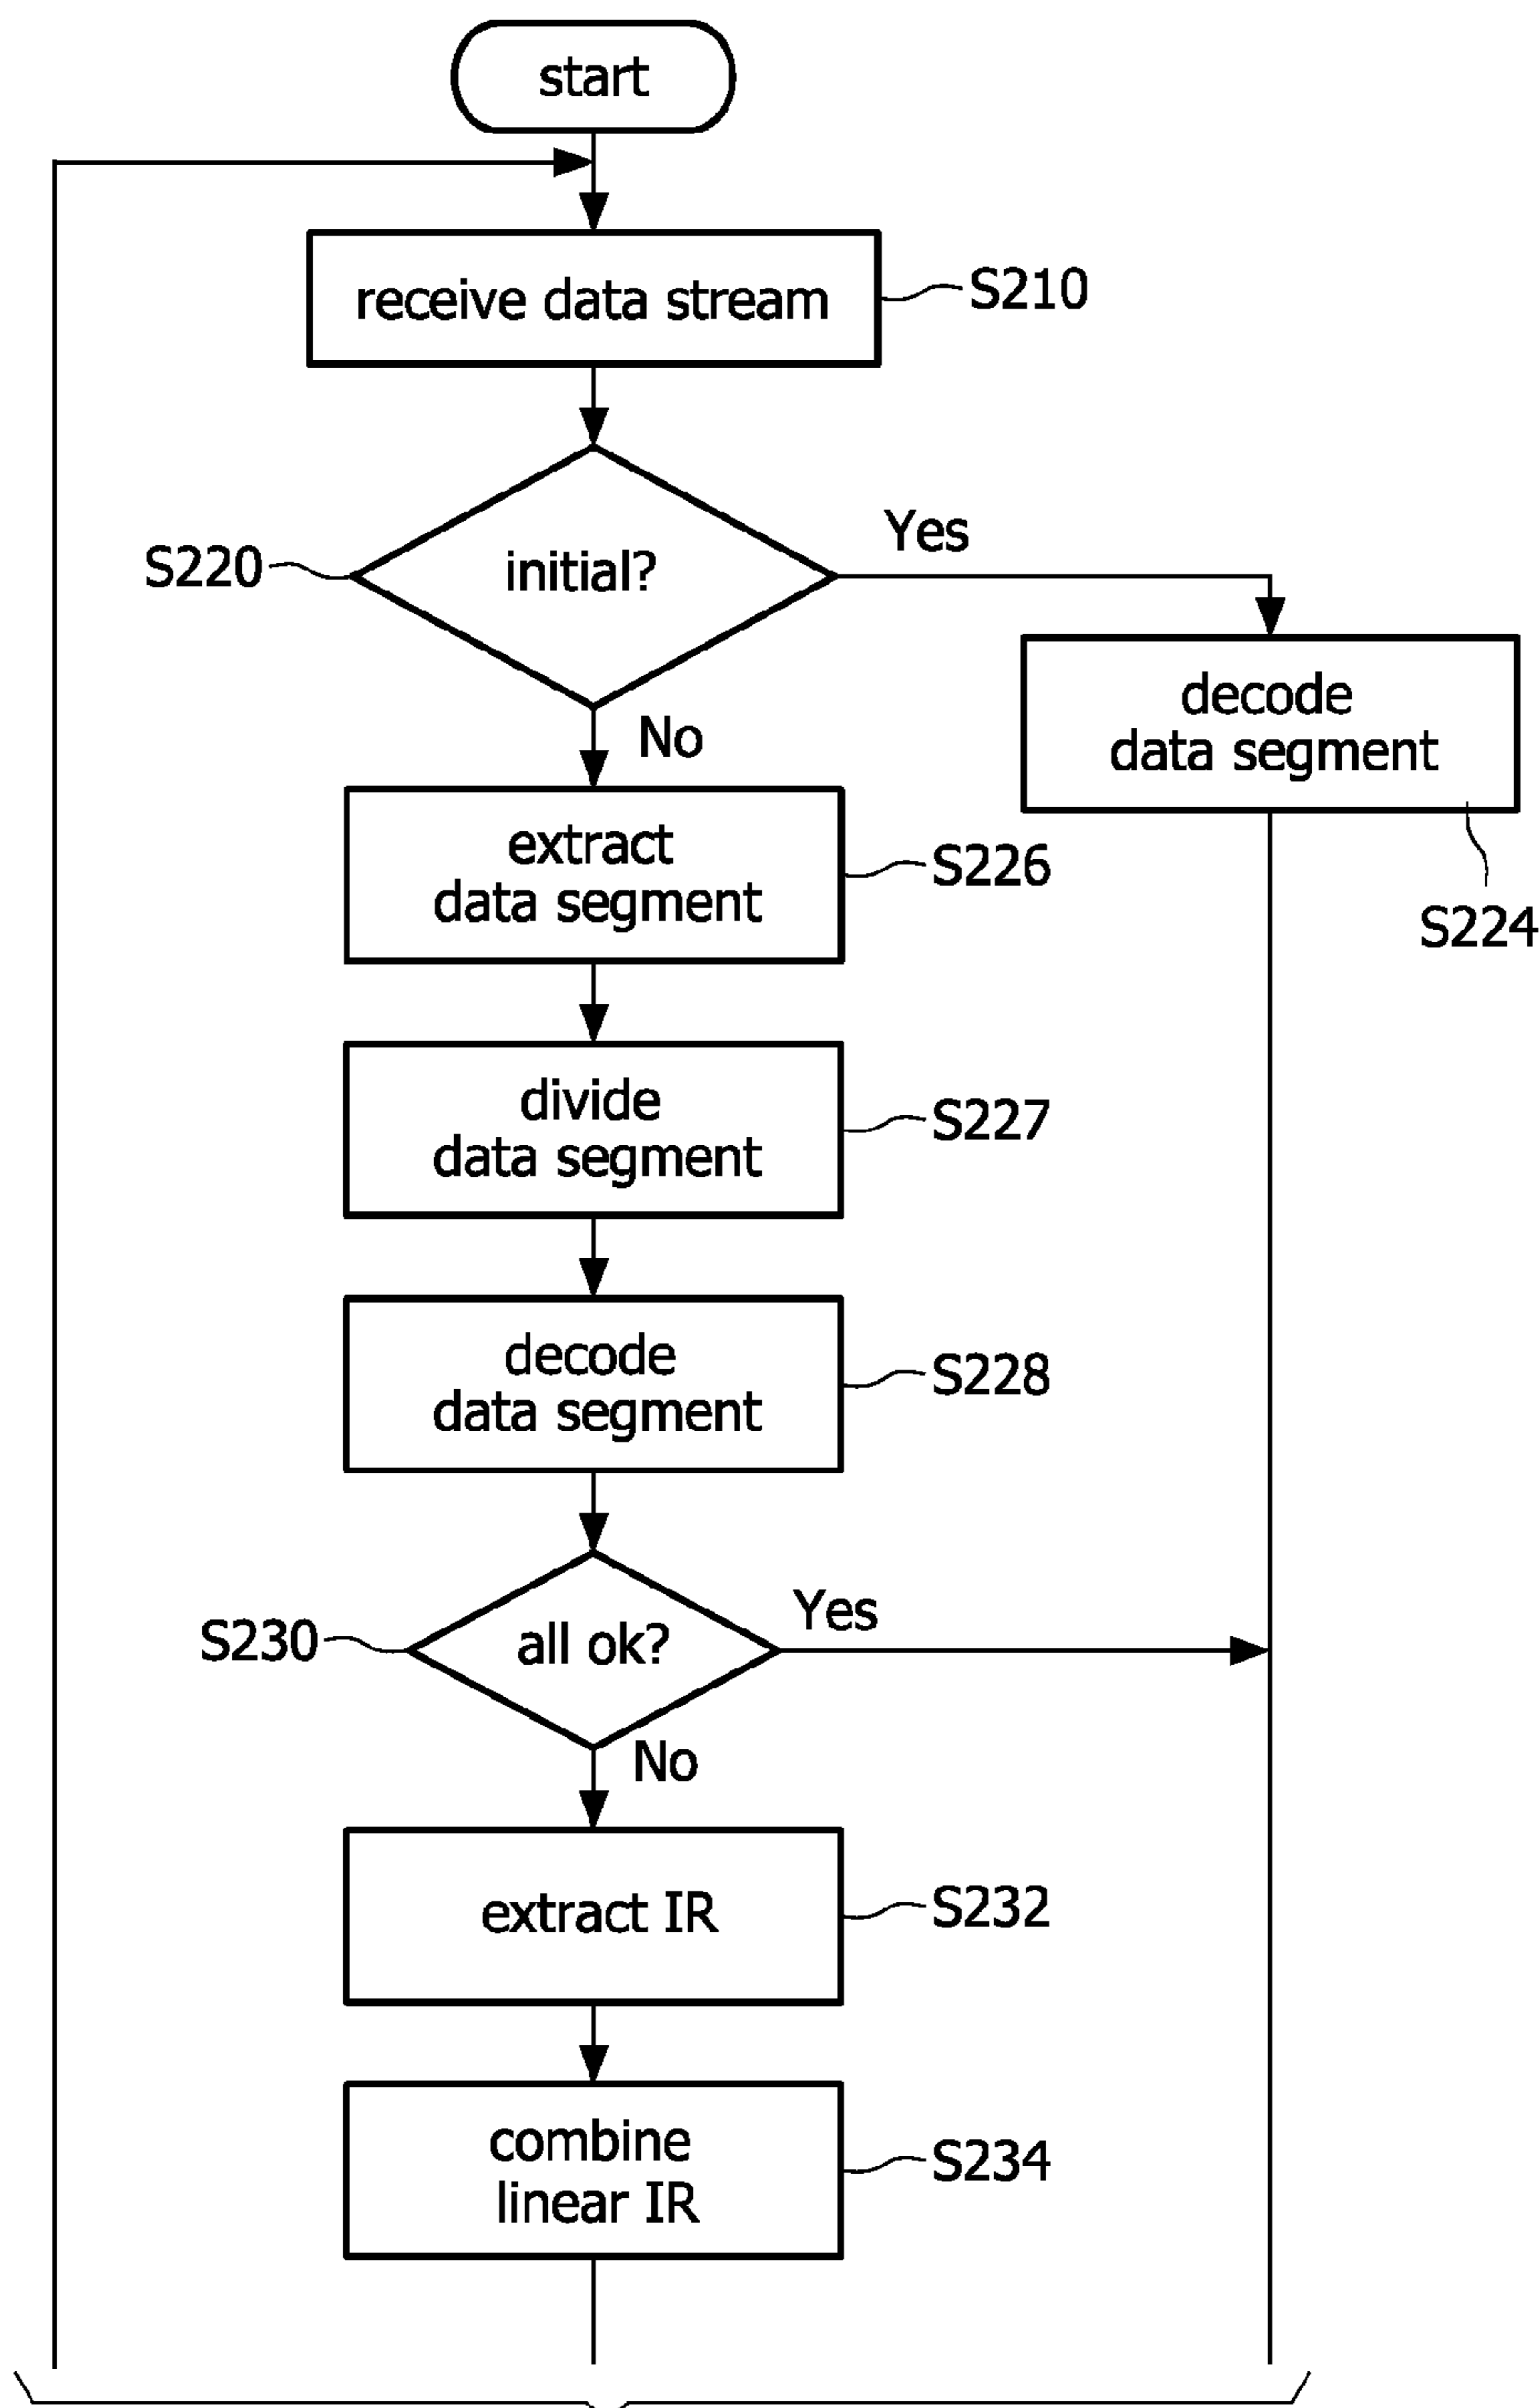 start
receive data stream
S210
S220
initial?
Yes
No
decode
data segment
S224
extract
data segment
S226
divide
data segment
S227
decode
data segment
S228
S230
all ok?
Yes
No
extract IR
S232
combine
linear IR
S234